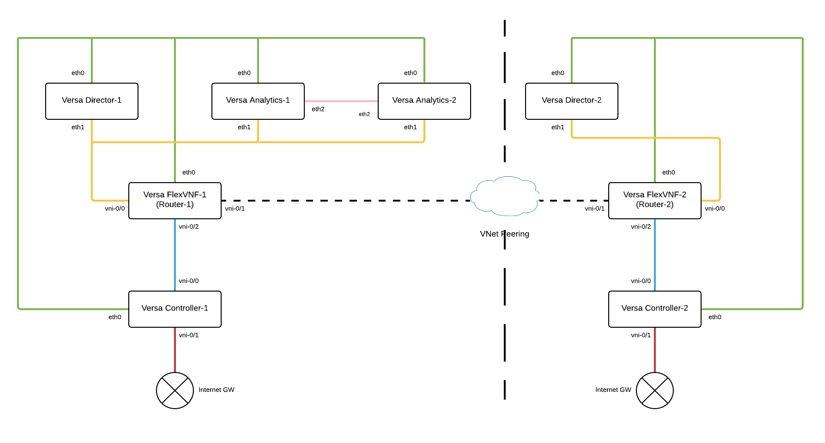 eth0
eth0
eth0
eth0
Versa Director-1
Versa Analytics-1
Versa Analytics-2
Versa Director-2
eth2
eth2
eth1
eth1
eth1
eth1
eth0
eth0
Versa FlexVNF-1
(Router-1)
Versa FlexVNF-2
(Router-2)
vni-0/0
vni-0/1
vni-0/1
vni-0/0
vni-0/2
vni-0/2
VNet Peering
vni-0/0
vni-0/0
Versa Controller-1
Versa Controller-2
eth0
eth0
vni-0/1
vni-0/1
Internet GW
Internet GW